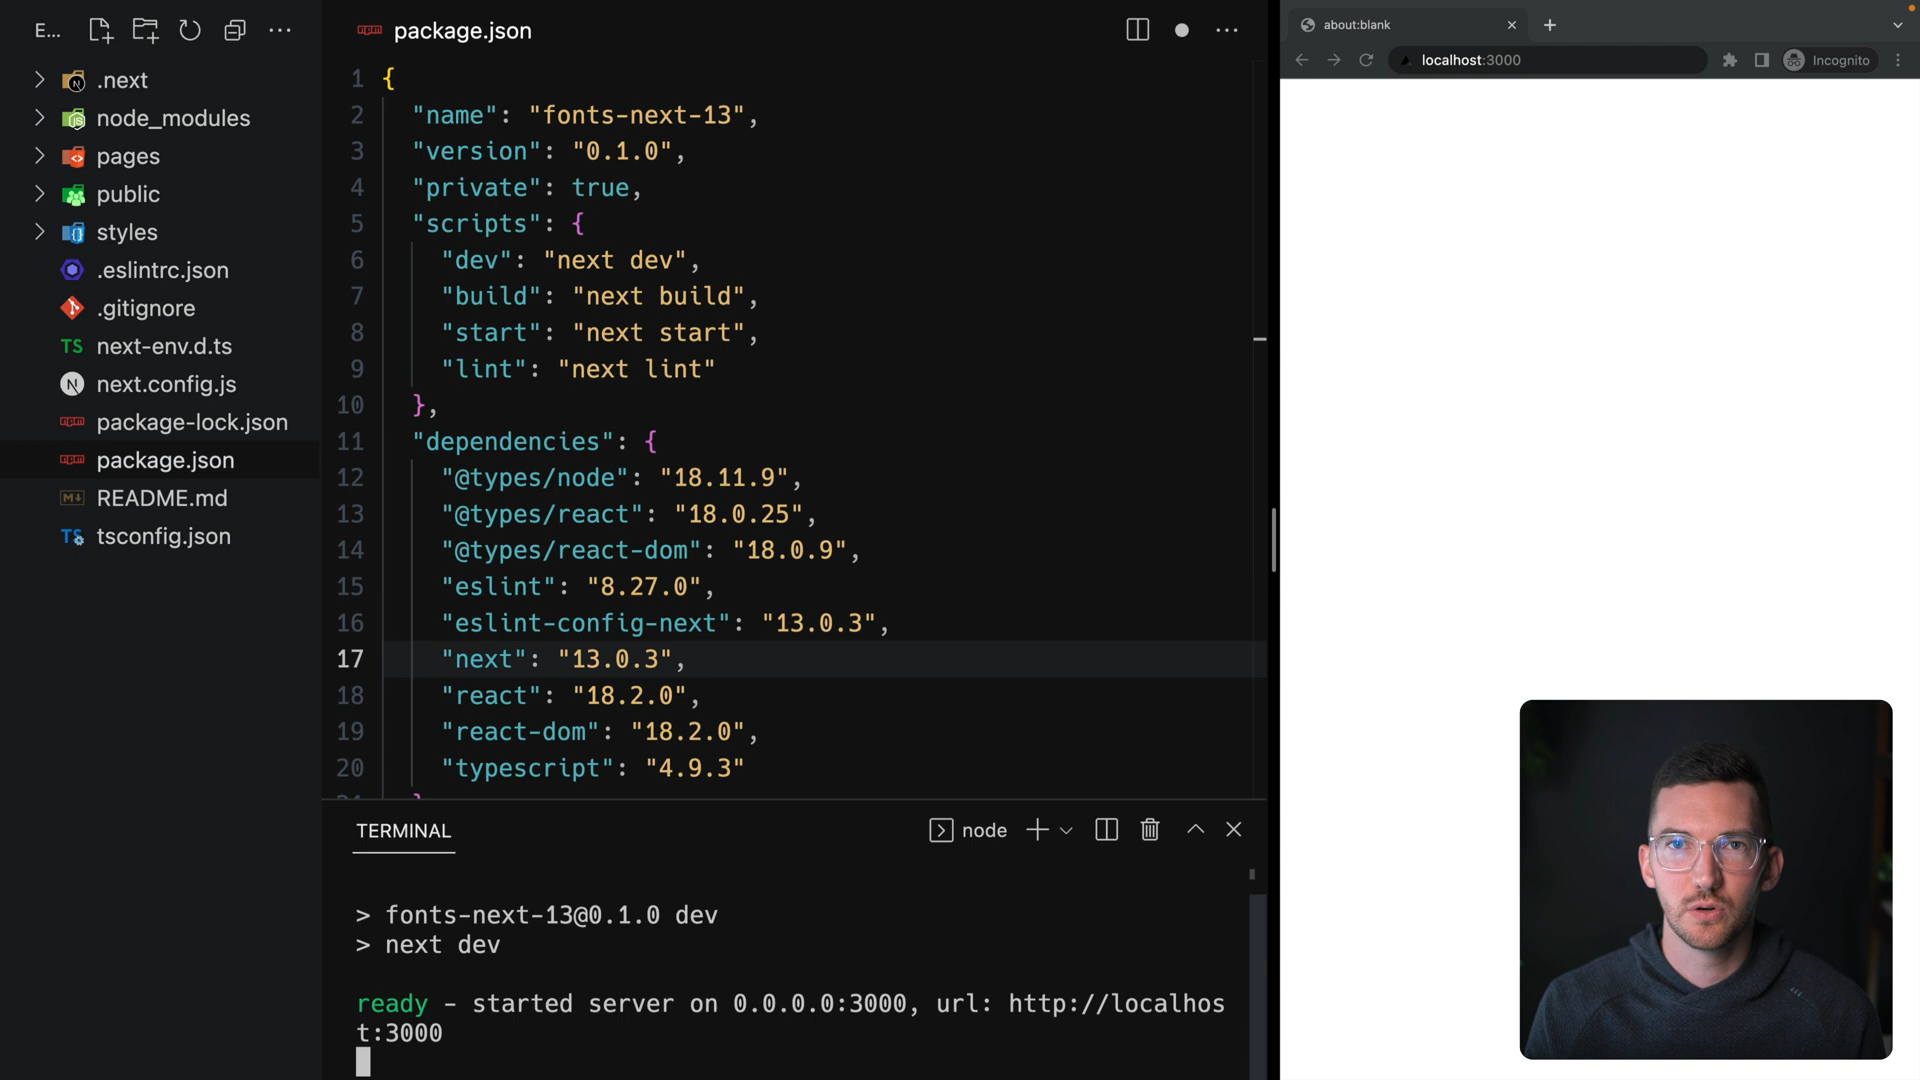 E...
.next
node_modules
pages
public
styles
.eslintrc.json
.gitignore
TS next-env.d.ts
N next.config.js
package-lock.json
package.json
M↓ README.md
TS tsconfig.json
package.json
1 {
2 "name": "fonts-next-13",
3 "version": "0.1.0",
4 "private": true,
5 "scripts": {
6 "dev": "next dev",
7 "build": "next build",
8 "start": "next start",
9 "lint": "next lint"
10 },
11 "dependencies": {
12 "@types/node": "18.11.9",
13 "@types/react": "18.0.25",
14 "@types/react-dom": "18.0.9",
15 "eslint": "8.27.0",
16 "eslint-config-next": "13.0.3",
17 "next": "13.0.3",
18 "react": "18.2.0",
19 "react-dom": "18.2.0",
20 "typescript": "4.9.3"
TERMINAL
node
> fonts-next-13@0.1.0 dev
> next dev
ready - started server on 0.0.0.0:3000, url: http://localhos
t:3000
about:blank
localhost:3000
Incognito